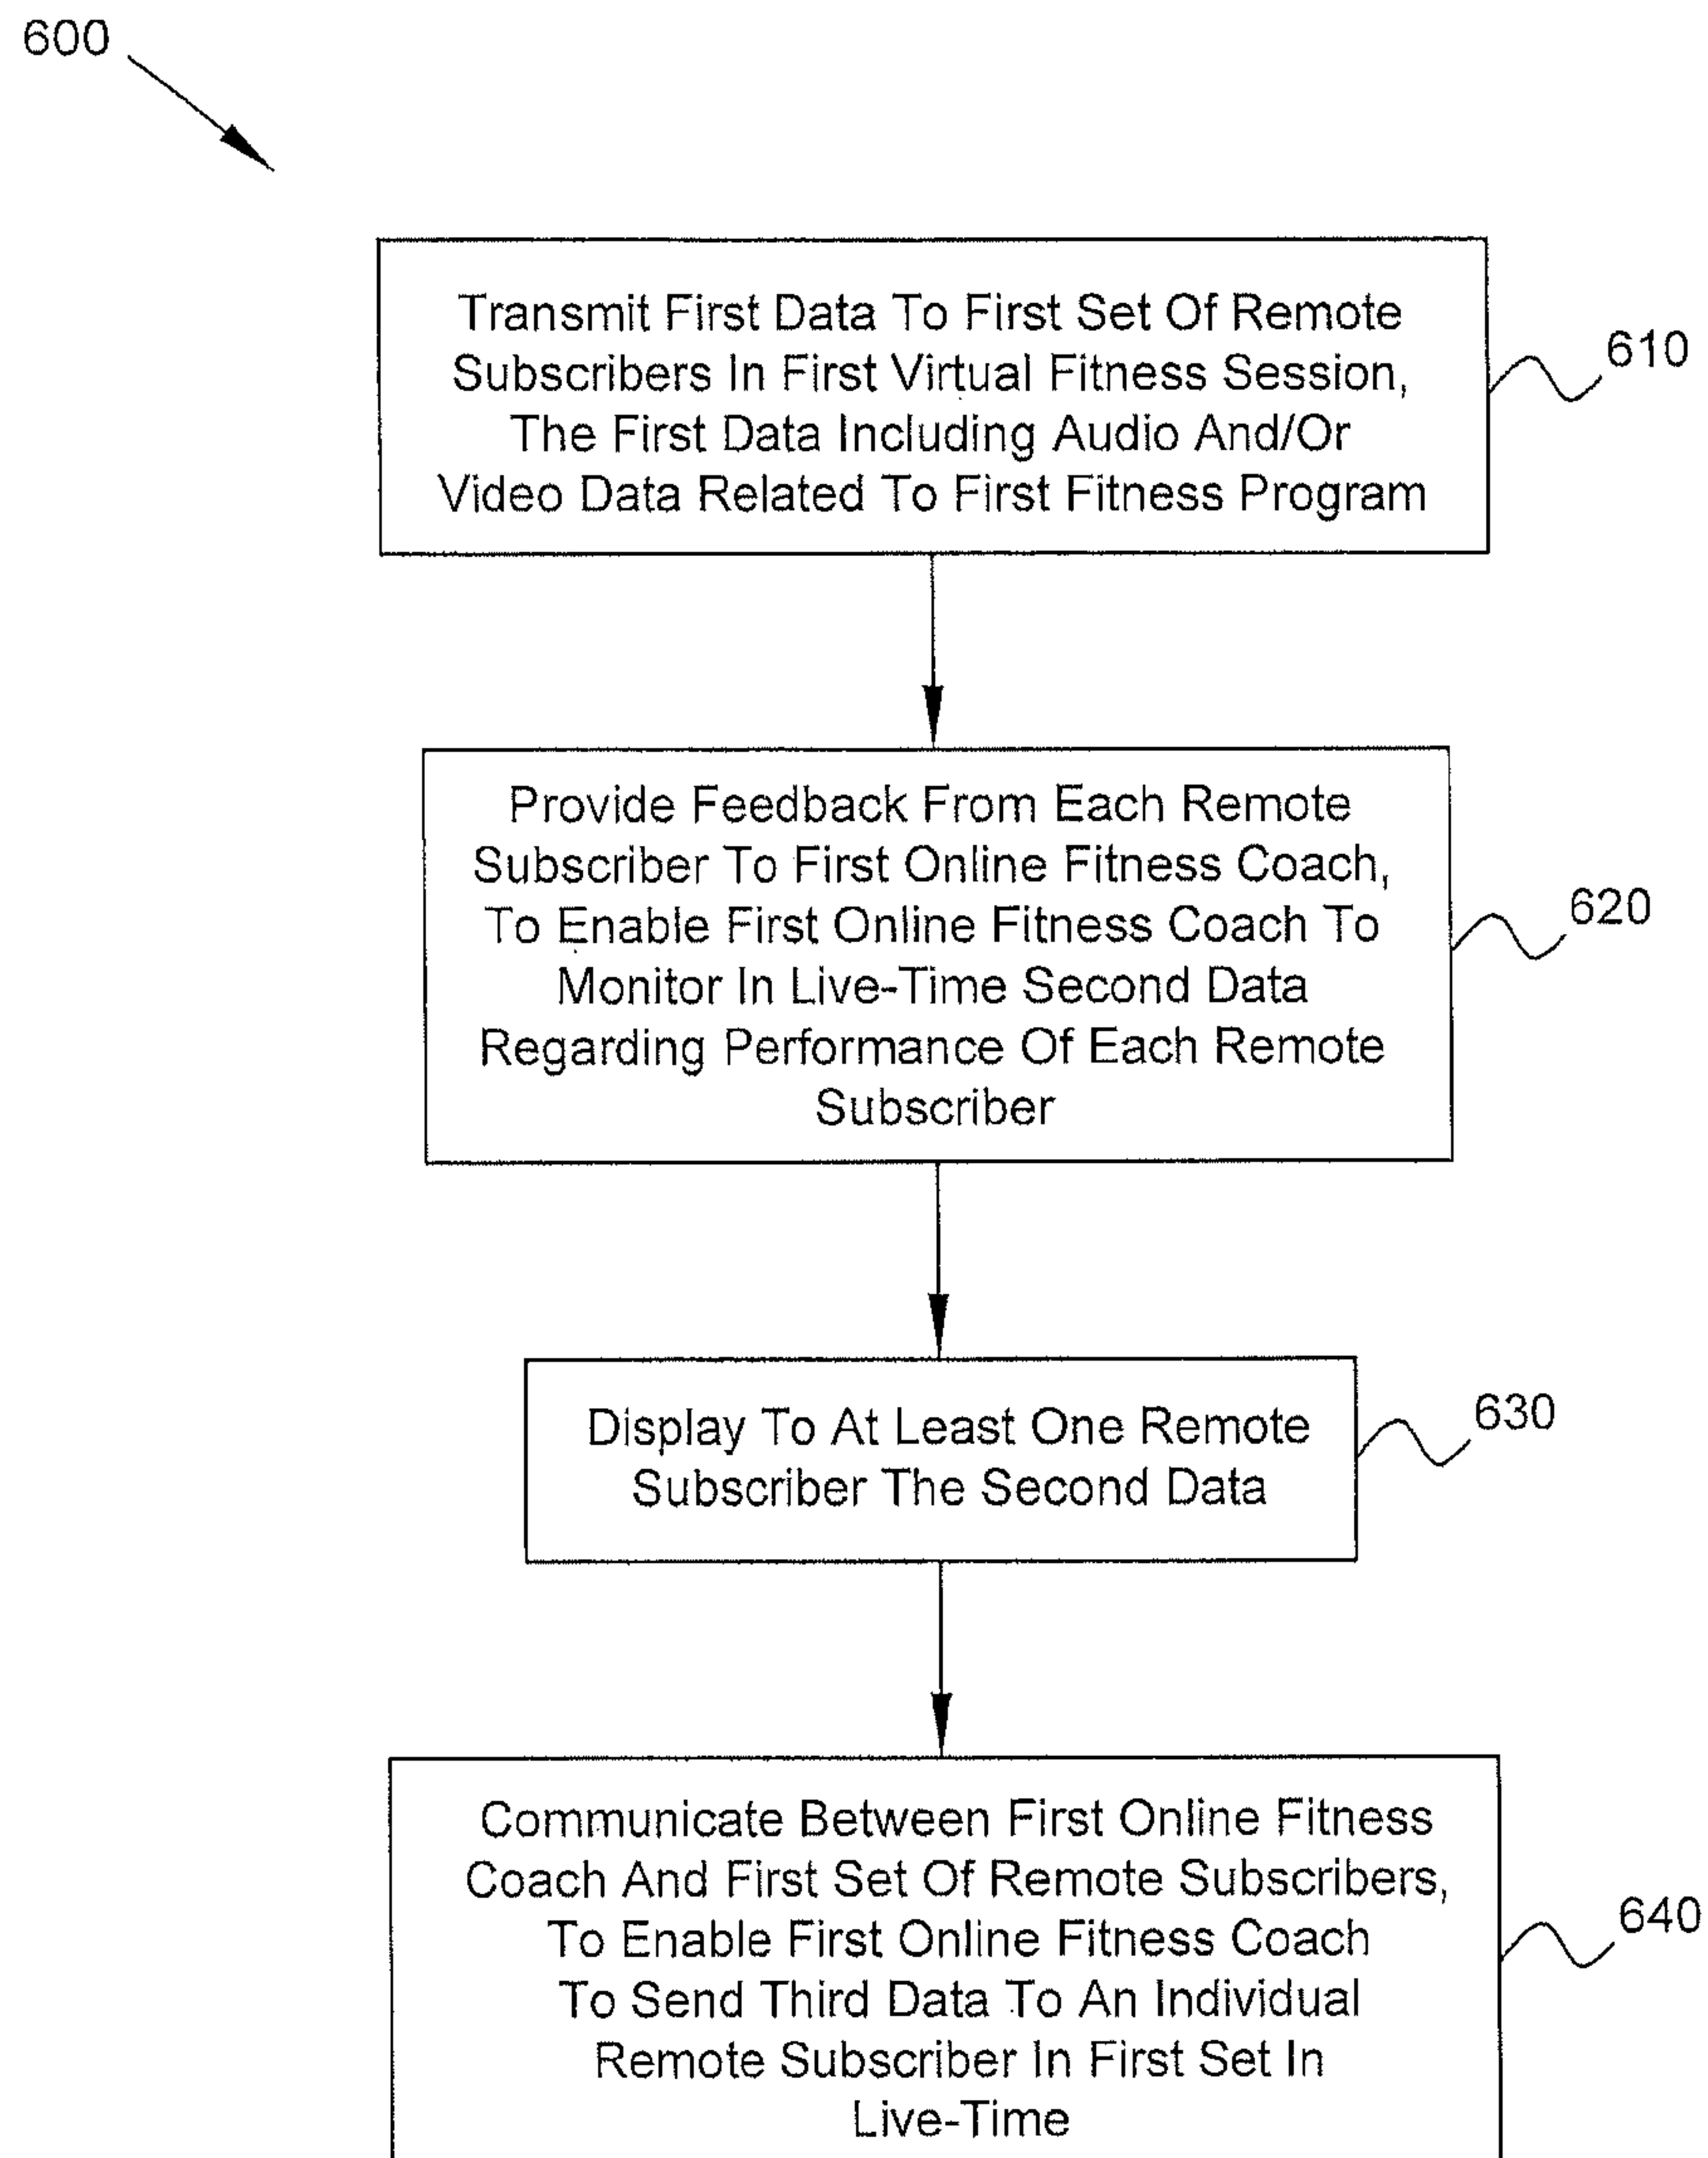 600
Transmit First Data To First Set Of Remote
Subscribers In First Virtual Fitness Session,
The First Data Including Audio And/Or
Video Data Related To First Fitness Program
610
Provide Feedback From Each Remote
Subscriber To First Online Fitness Coach,
To Enable First Online Fitness Coach To
Monitor In Live-Time Second Data
Regarding Performance Of Each Remote
Subscriber
620
Display To At Least One Remote
Subscriber The Second Data
630
Communicate Between First Online Fitness
Coach And First Set Of Remote Subscribers,
To Enable First Online Fitness Coach
To Send Third Data To An Individual
Remote Subscriber In First Set In
Live-Time
640